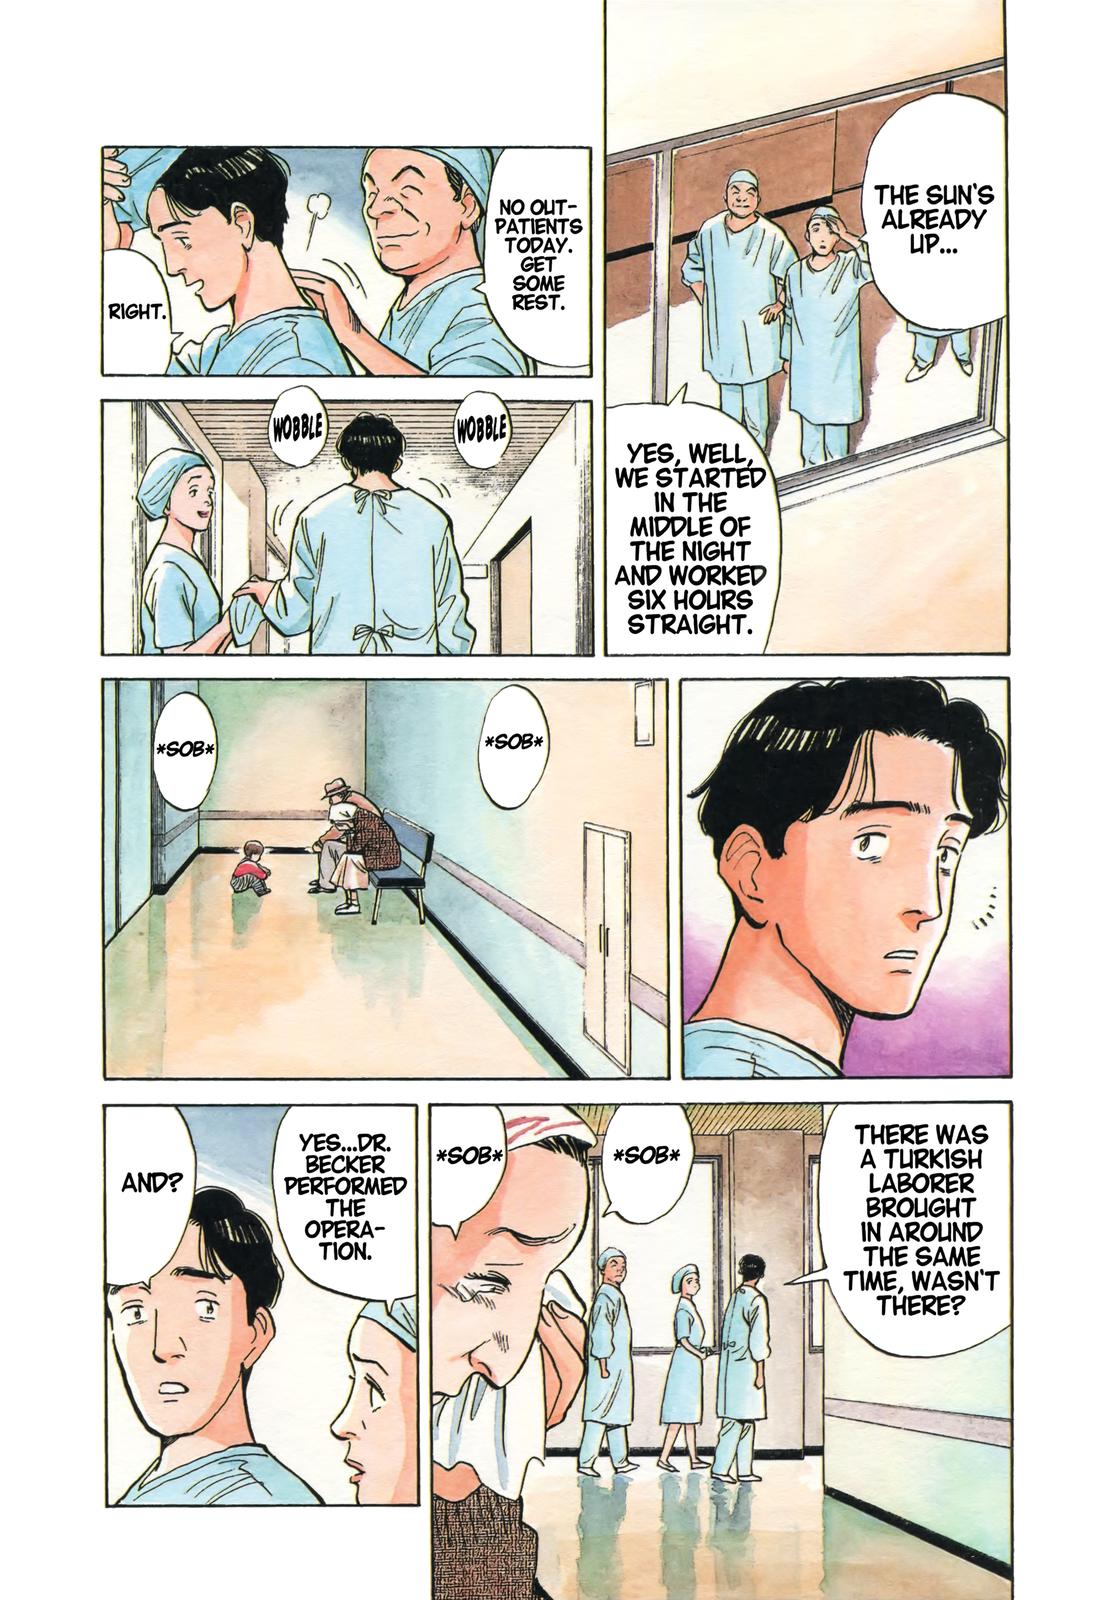 THE SUN'S
ALREADY
UP...
YES, WELL,
WE STARTED
IN THE
MIDDLE OF
THE NIGHT
AND WORKED
SIX HOURS
STRAIGHT.
NO OUT-
PATIENTS
TODAY.
GET
SOME
REST.
RIGHT.
WOBBLE
WOBBLE
*SOB*
*SOB*
THERE WAS
A TURKISH
LABORER
BROUGHT
IN AROUND
THE SAME
TIME, WASN'T
THERE?
*SOB*
*SOB*
YES...DR.
BECKER
PERFORMED
THE
OPERA-
TION.
AND?